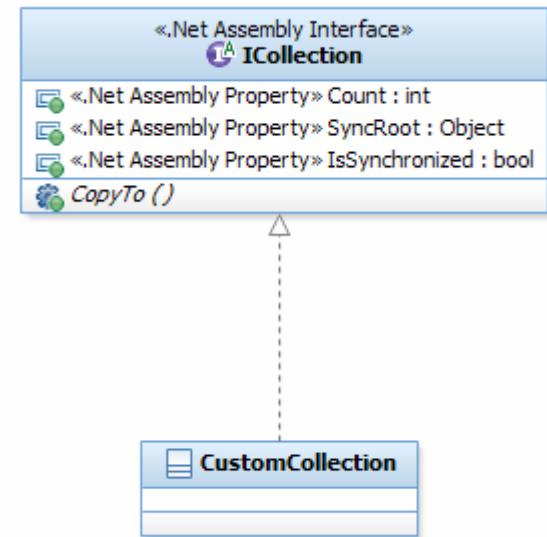 «.Net Assembly Interface»
ICollection
«.Net Assembly Property» Count : int
«.Net Assembly Property» SyncRoot : Object
«.Net Assembly Property» IsSynchronized : bool
CopyTo ( )
CustomCollection